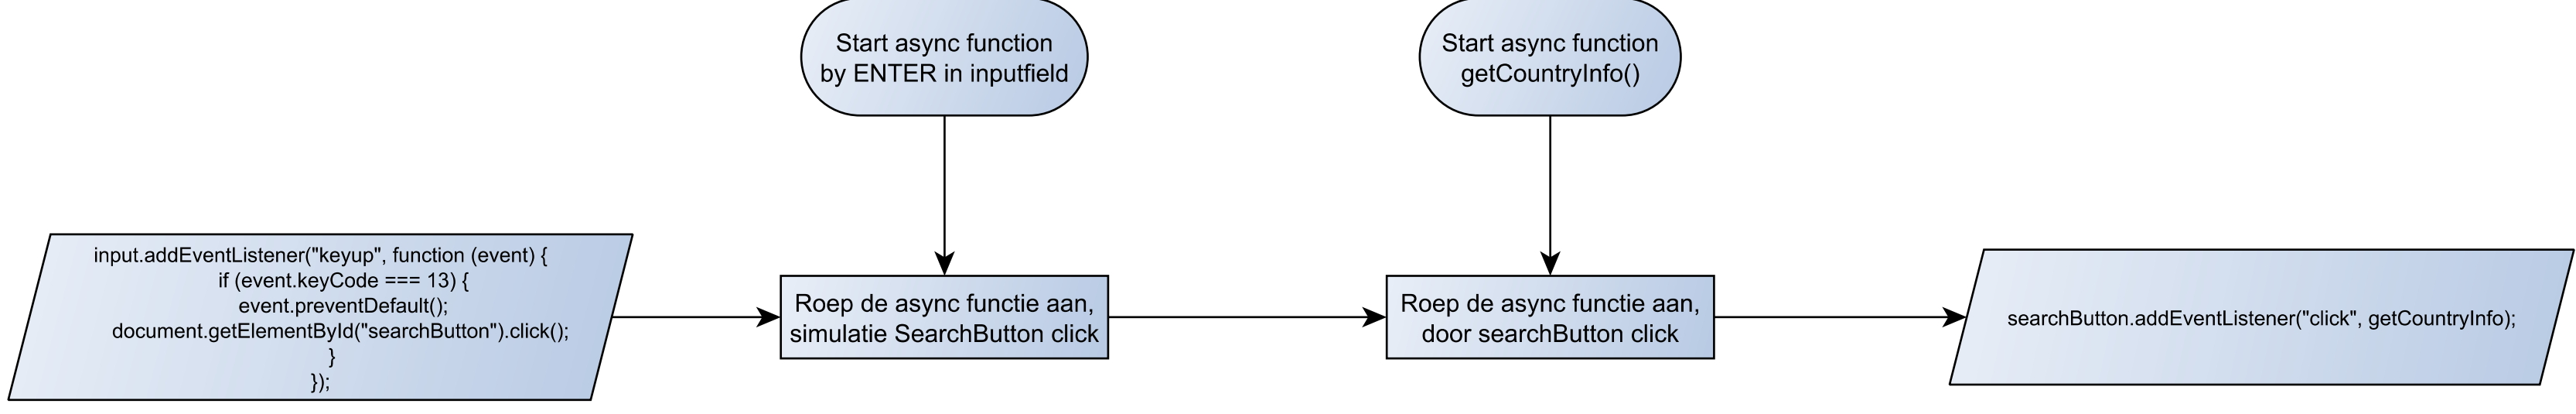 Start async function
by ENTER in inputfield
Start async function
getCountryInfo()
input.addEventListener("keyup", function (event) {
if (event.keyCode === 13) {
event.preventDefault();
document.getElementById("searchButton").click();
}
});
Roep de async functie aan,
simulatie SearchButton click
Roep de async functie aan,
door searchButton click
searchButton.addEventListener("click", getCountryInfo);